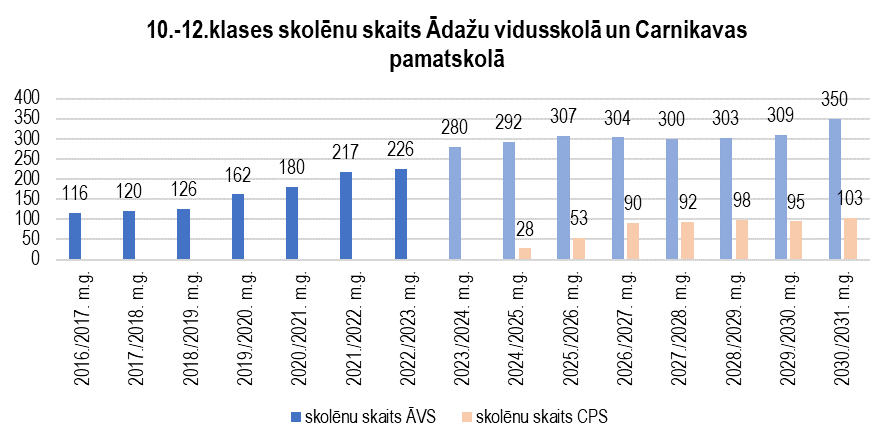 10.-12.klases skolēnu skaits Ādažu vidusskolā un Carnikavas
pamatskolā
400
350
300
250
200
150
100
50
0
116
120
126
162
180
217
226
280
292
307
304
300
303
309
350
28
53
90
92
98
95
103
2016./2017. m.g.
2017./2018. m.g.
2018./2019. m.g.
2019./2020. m.g.
2020./2021. m.g.
2021./2022. m.g.
2022./2023. m.g.
2023./2024. m.g.
2024./2025. m.g.
2025./2026. m.g.
2026./2027. m.g.
2027./2028. m.g.
2028./2029. m.g.
2029./2030. m.g.
2030./2031. m.g.
skolēnu skaits ĀVS
skolēnu skaits CPS